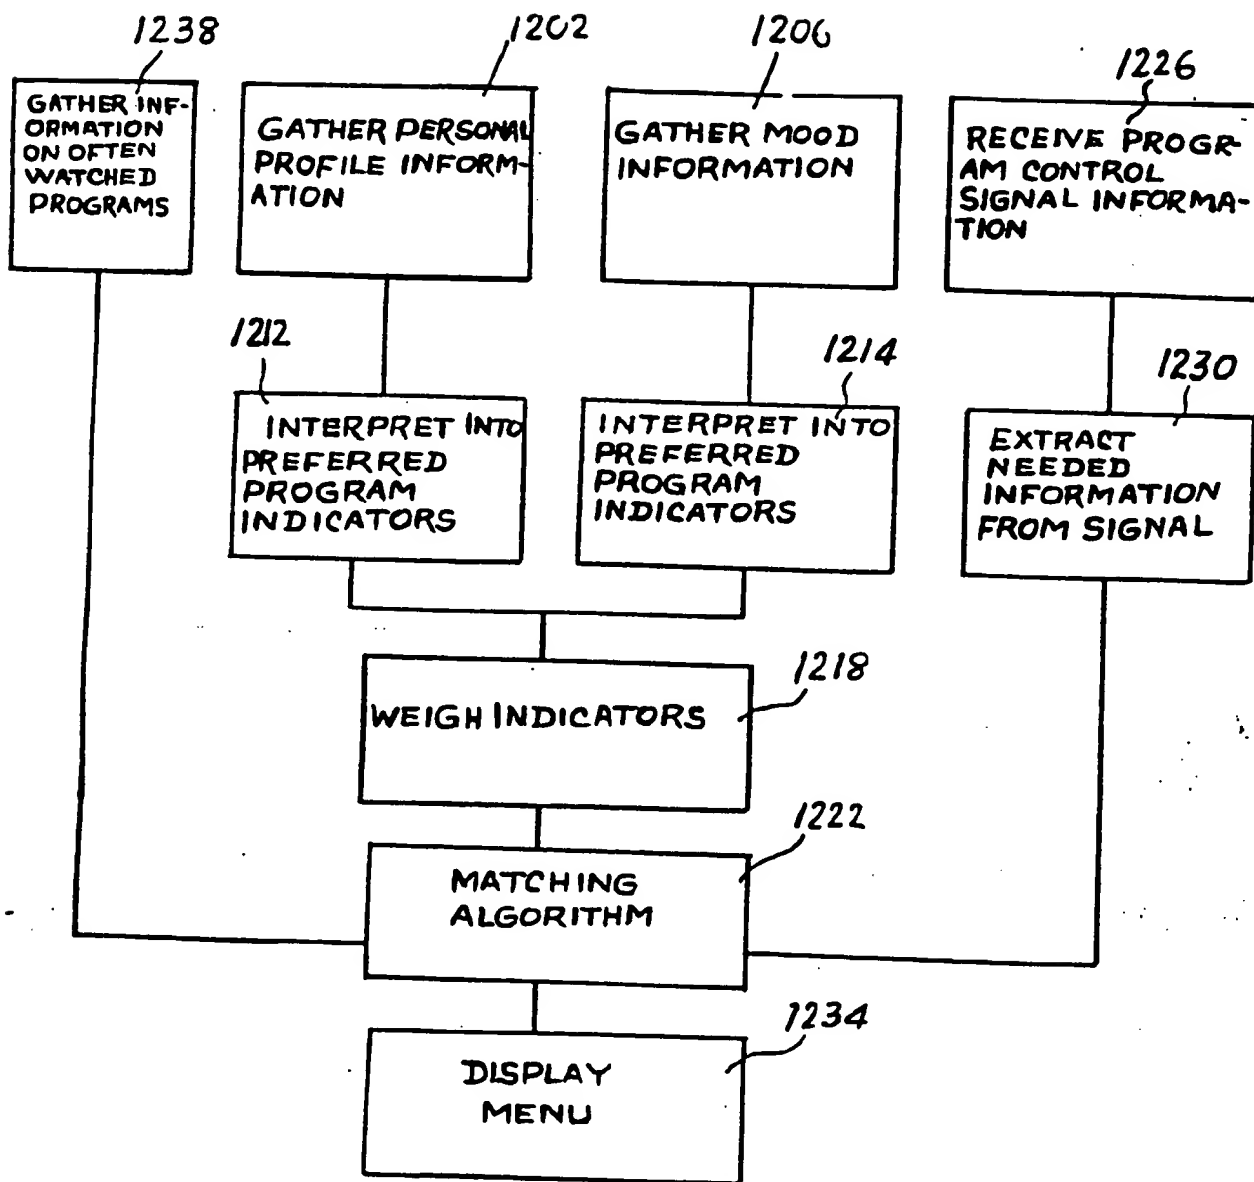 1238
1202
1206
1226
GATHER INF-
ORMATION
ON OFTEN
WATCHED
PROGRAMS
GATHER PERSONAL
PROFILE INFORM-
ATION
GATHER MOOD
INFORMATION
RECEIVE PROGR-
AM CONTROL
SIGNAL INFORMA-
TION
1212
1214
1230
INTERPRET INTO
PREFERRED
PROGRAM
INDICATORS
INTERPRET INTO
PREFERRED
PROGRAM
INDICATORS
EXTRACT
NEEDED
INFORMATION
FROM SIGNAL
1218
WEIGH INDICATORS
1222
MATCHING
ALGORITHM
1234
DISPLAY
MENU